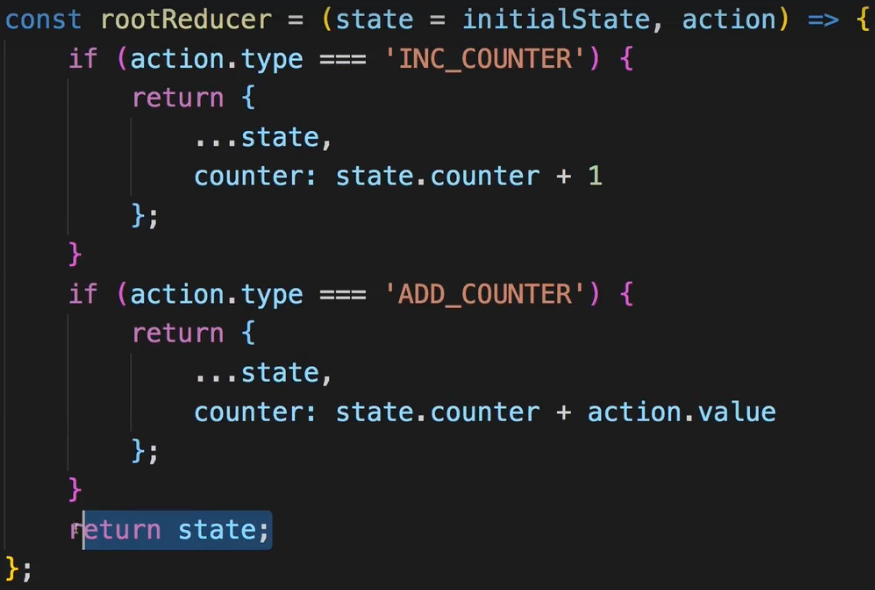 const rootReducer = (state = initialState, action) => {
    if (action.type === 'INC_COUNTER') {
        return {
            ...state,
            counter: state.counter + 1
        };
    }
    if (action.type === 'ADD_COUNTER') {
        return {
            ...state,
            counter: state.counter + action.value
        };
    }
    return state;
};